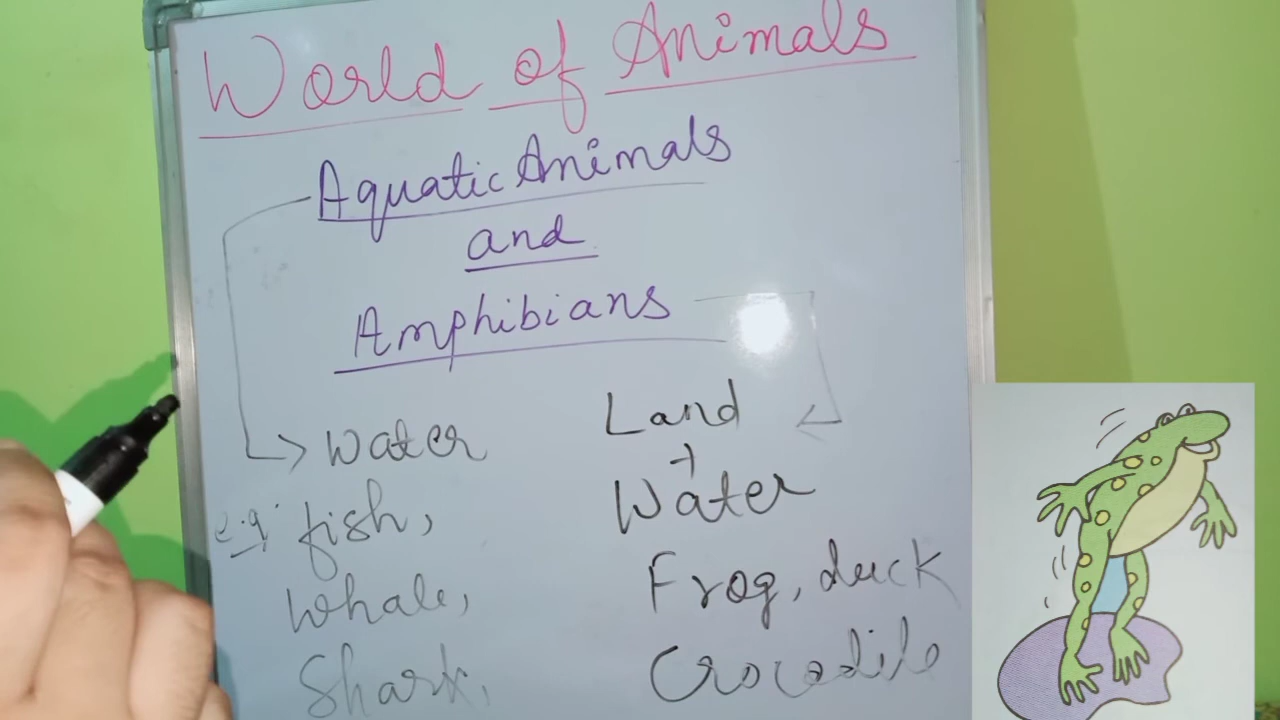 World of Animals
Aquatic Animals
and
Amphibians
Water
e.g. fish,
Whale,
Shark,
Land
+
Water
Frog, duck
Crocodile